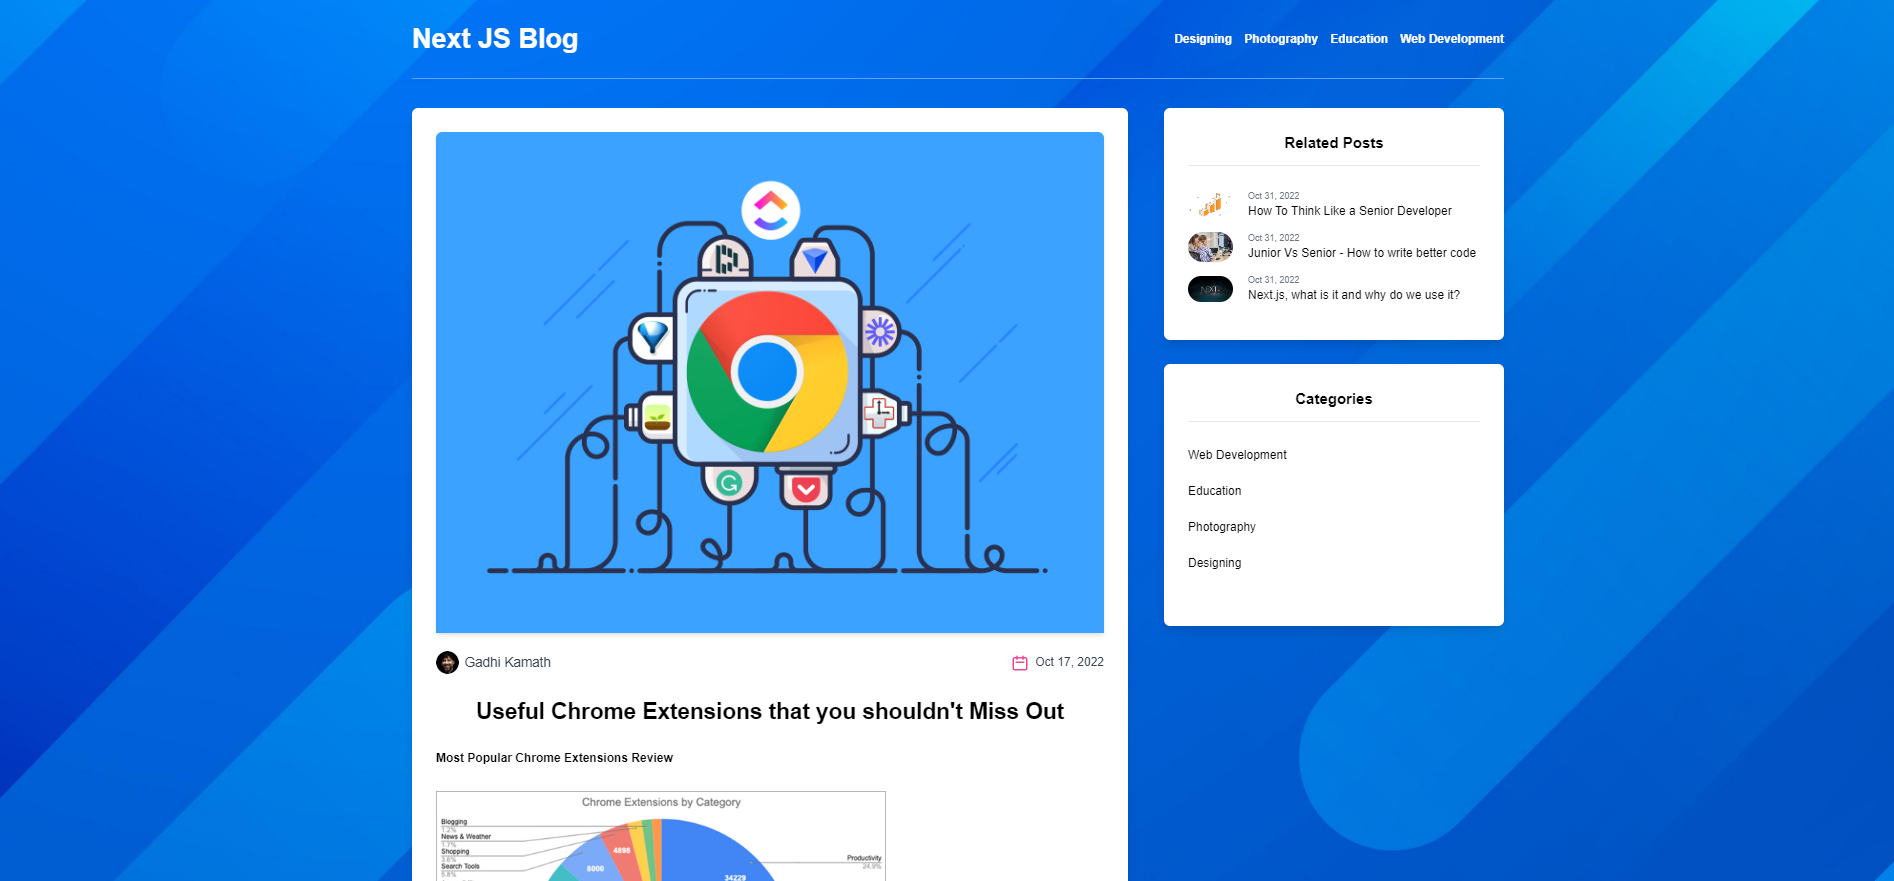 Next JS Blog
Designing Photography Education Web Development
Gadhi Kamath
Oct 17, 2022
Useful Chrome Extensions that you shouldn't Miss Out
Most Popular Chrome Extensions Review
Chrome Extensions by Category
Blogging
1.2%
News & Weather
1.7%
Shopping
3.6%
Search Tools
5.8%
4898
8000
34229
Productivity
24.9%
Related Posts
Oct 31, 2022
How To Think Like a Senior Developer
Oct 31, 2022
Junior Vs Senior - How to write better code
Oct 31, 2022
Next.js, what is it and why do we use it?
Categories
Web Development
Education
Photography
Designing